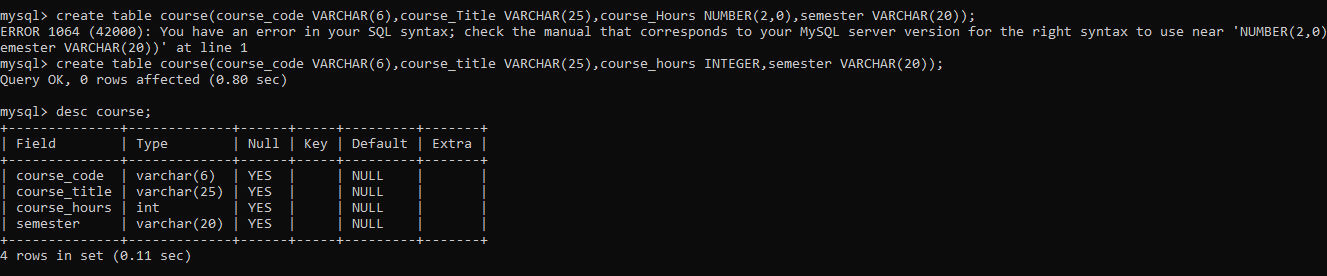 mysql> create table course(course_code VARCHAR(6),course_Title VARCHAR(25),course_Hours NUMBER(2,0),semester VARCHAR(20));
ERROR 1064 (42000): You have an error in your SQL syntax; check the manual that corresponds to your MySQL server version for the right syntax to use near 'NUMBER(2,0)
emester VARCHAR(20))' at line 1
mysql> create table course(course_code VARCHAR(6),course_title VARCHAR(25),course_hours INTEGER,semester VARCHAR(20));
Query OK, 0 rows affected (0.80 sec)

mysql> desc course;
+--------------+-------------+------+-----+---------+-------+
| Field        | Type        | Null | Key | Default | Extra |
+--------------+-------------+------+-----+---------+-------+
| course_code  | varchar(6)  | YES  |     | NULL    |       |
| course_title | varchar(25) | YES  |     | NULL    |       |
| course_hours | int         | YES  |     | NULL    |       |
| semester     | varchar(20) | YES  |     | NULL    |       |
+--------------+-------------+------+-----+---------+-------+
4 rows in set (0.11 sec)